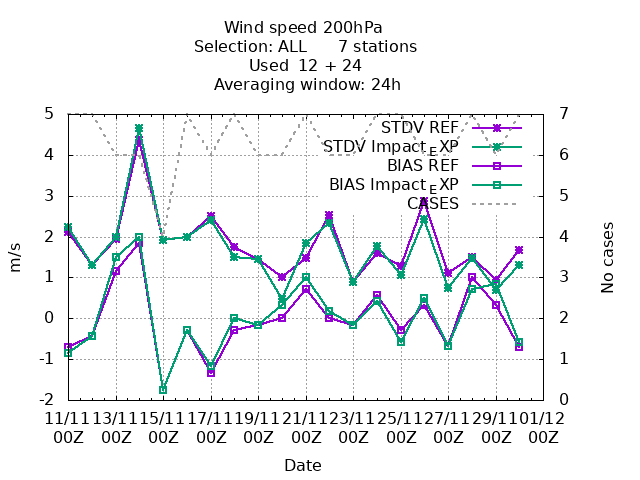 Wind speed 200hPa
Selection: ALL 7 stations
Used 12 + 24
Averaging window: 24h
5 7
STDV REF
4 6
STDV Impact_EXP
BIAS REF
BIAS Impact_EXP
3 5
CASES
2 4
1 3
0 2
-1 1
-2 0
m/s
No cases
11/11 13/11 15/11 17/11 19/11 21/11 23/11 25/11 27/11 29/11 01/12
00Z 00Z 00Z 00Z 00Z 00Z 00Z 00Z 00Z 00Z 00Z
Date